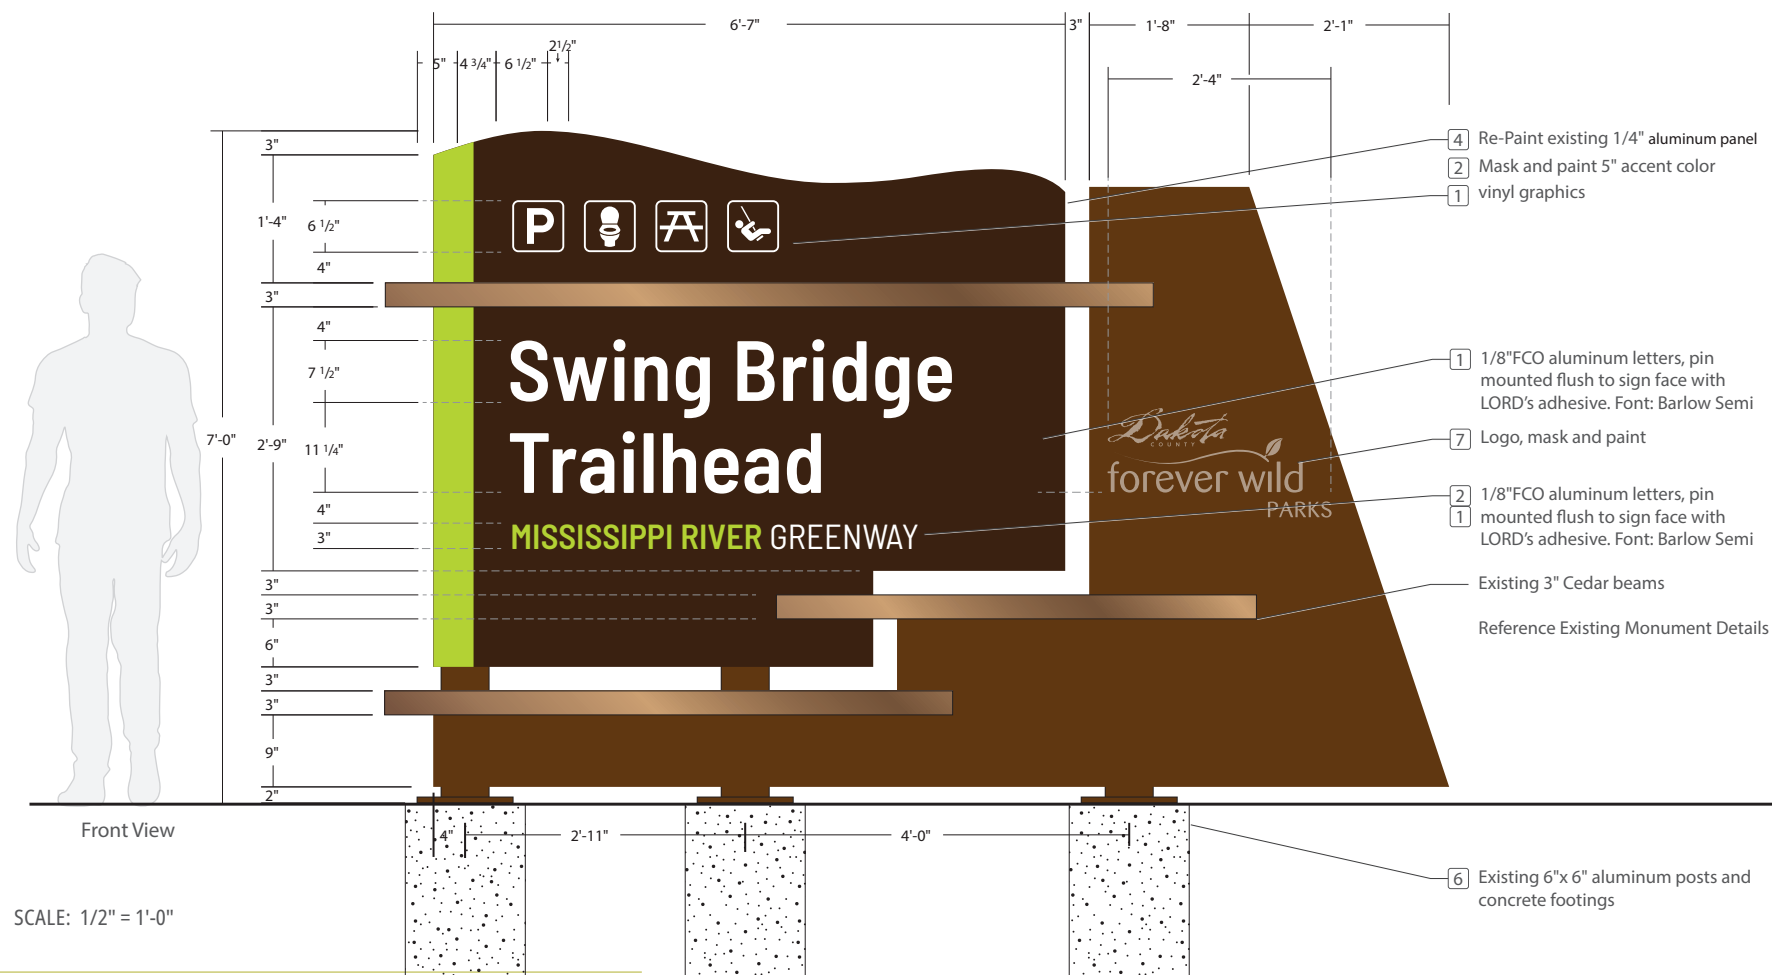 6'-7"
3"
1'-8"
2'-1"
5"
4 3/4"
6 1/2"
2 1/2"
2'-4"
3"
1'-4"
6 1/2"
4"
3"
4"
7 1/2"
7'-0"
2'-9"
11 1/4"
4"
3"
3"
3"
6"
3"
3"
9"
2"
P
Swing Bridge
Trailhead
MISSISSIPPI RIVER GREENWAY
Dakota
COUNTY
forever wild
PARKS
4 Re-Paint existing 1/4" aluminum panel
2 Mask and paint 5" accent color
1 vinyl graphics
1 1/8"FCO aluminum letters, pin
mounted flush to sign face with
LORD's adhesive. Font: Barlow Semi
7 Logo, mask and paint
2 1/8"FCO aluminum letters, pin
1 mounted flush to sign face with
LORD's adhesive. Font: Barlow Semi
Existing 3" Cedar beams
Reference Existing Monument Details
4"
2'-11"
4'-0"
Front View
6 Existing 6"x 6" aluminum posts and
concrete footings
SCALE: 1/2" = 1'-0"